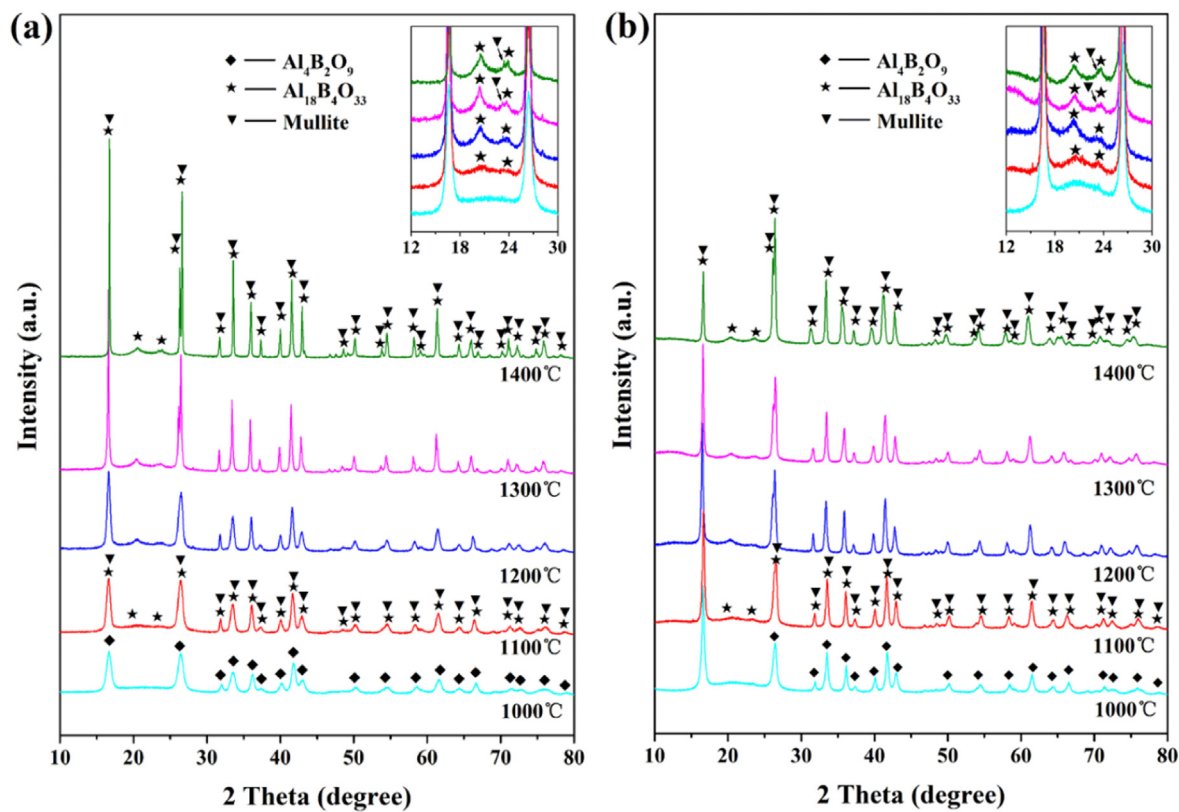 (a)
◆ — Al₄B₂O₉
★ — Al₁₈B₄O₃₃
▼ — Mullite
12 18 24 30
1400℃
1300℃
1200℃
1100℃
1000℃
Intensity (a.u.)
10 20 30 40 50 60 70 80
2 Theta (degree)
(b)
◆ — Al₄B₂O₉
★ — Al₁₈B₄O₃₃
▼ — Mullite
12 18 24 30
1400℃
1300℃
1200℃
1100℃
1000℃
Intensity (a.u.)
10 20 30 40 50 60 70 80
2 Theta (degree)